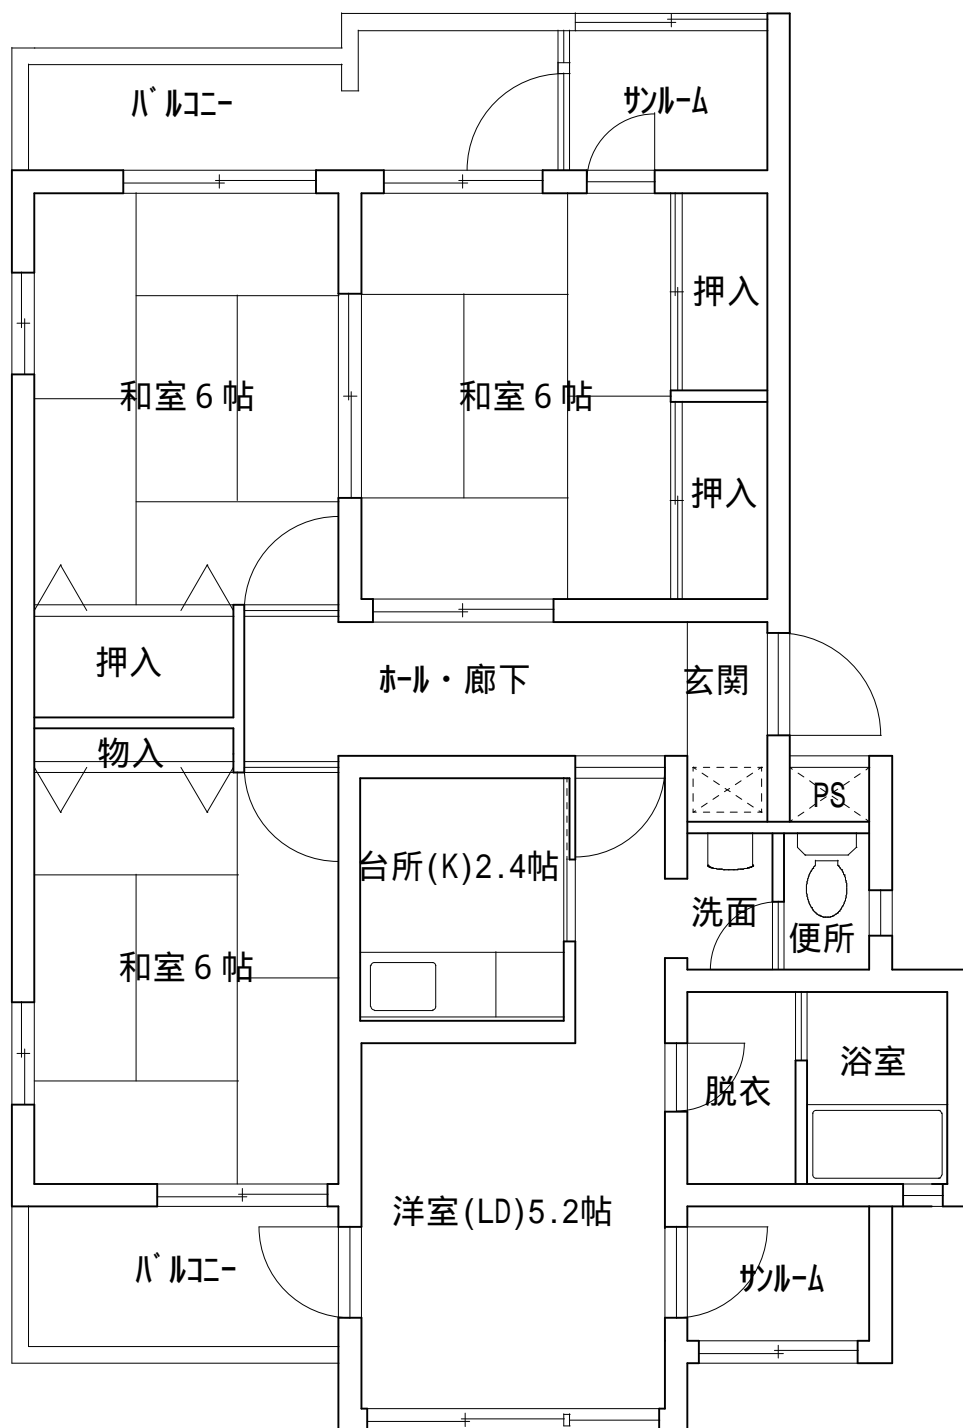 バルコニー
サンルーム
押入
和室６帖
和室６帖
押入
押入
ホール・廊下
玄関
物入
PS
台所(K)2.4帖
洗面
便所
和室６帖
浴室
脱衣
洋室(LD)5.2帖
バルコニー
サンルーム